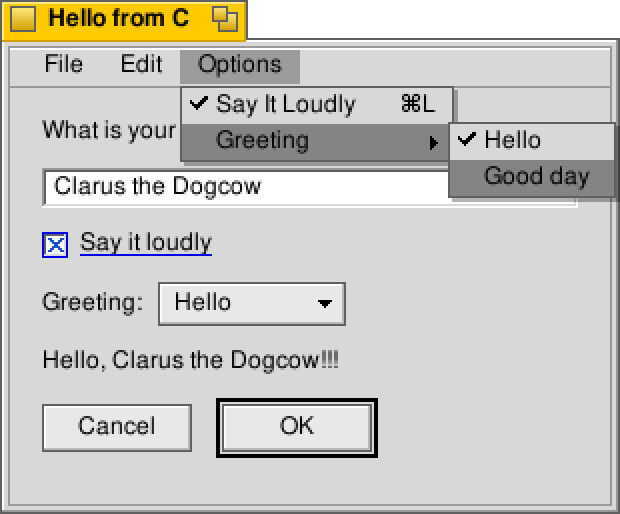 Hello from C
File Edit Options
Say It Loudly ⌘L
What is your
Greeting
Hello
Good day
Clarus the Dogcow
Say it loudly
Greeting: Hello
Hello, Clarus the Dogcow!!!
Cancel OK